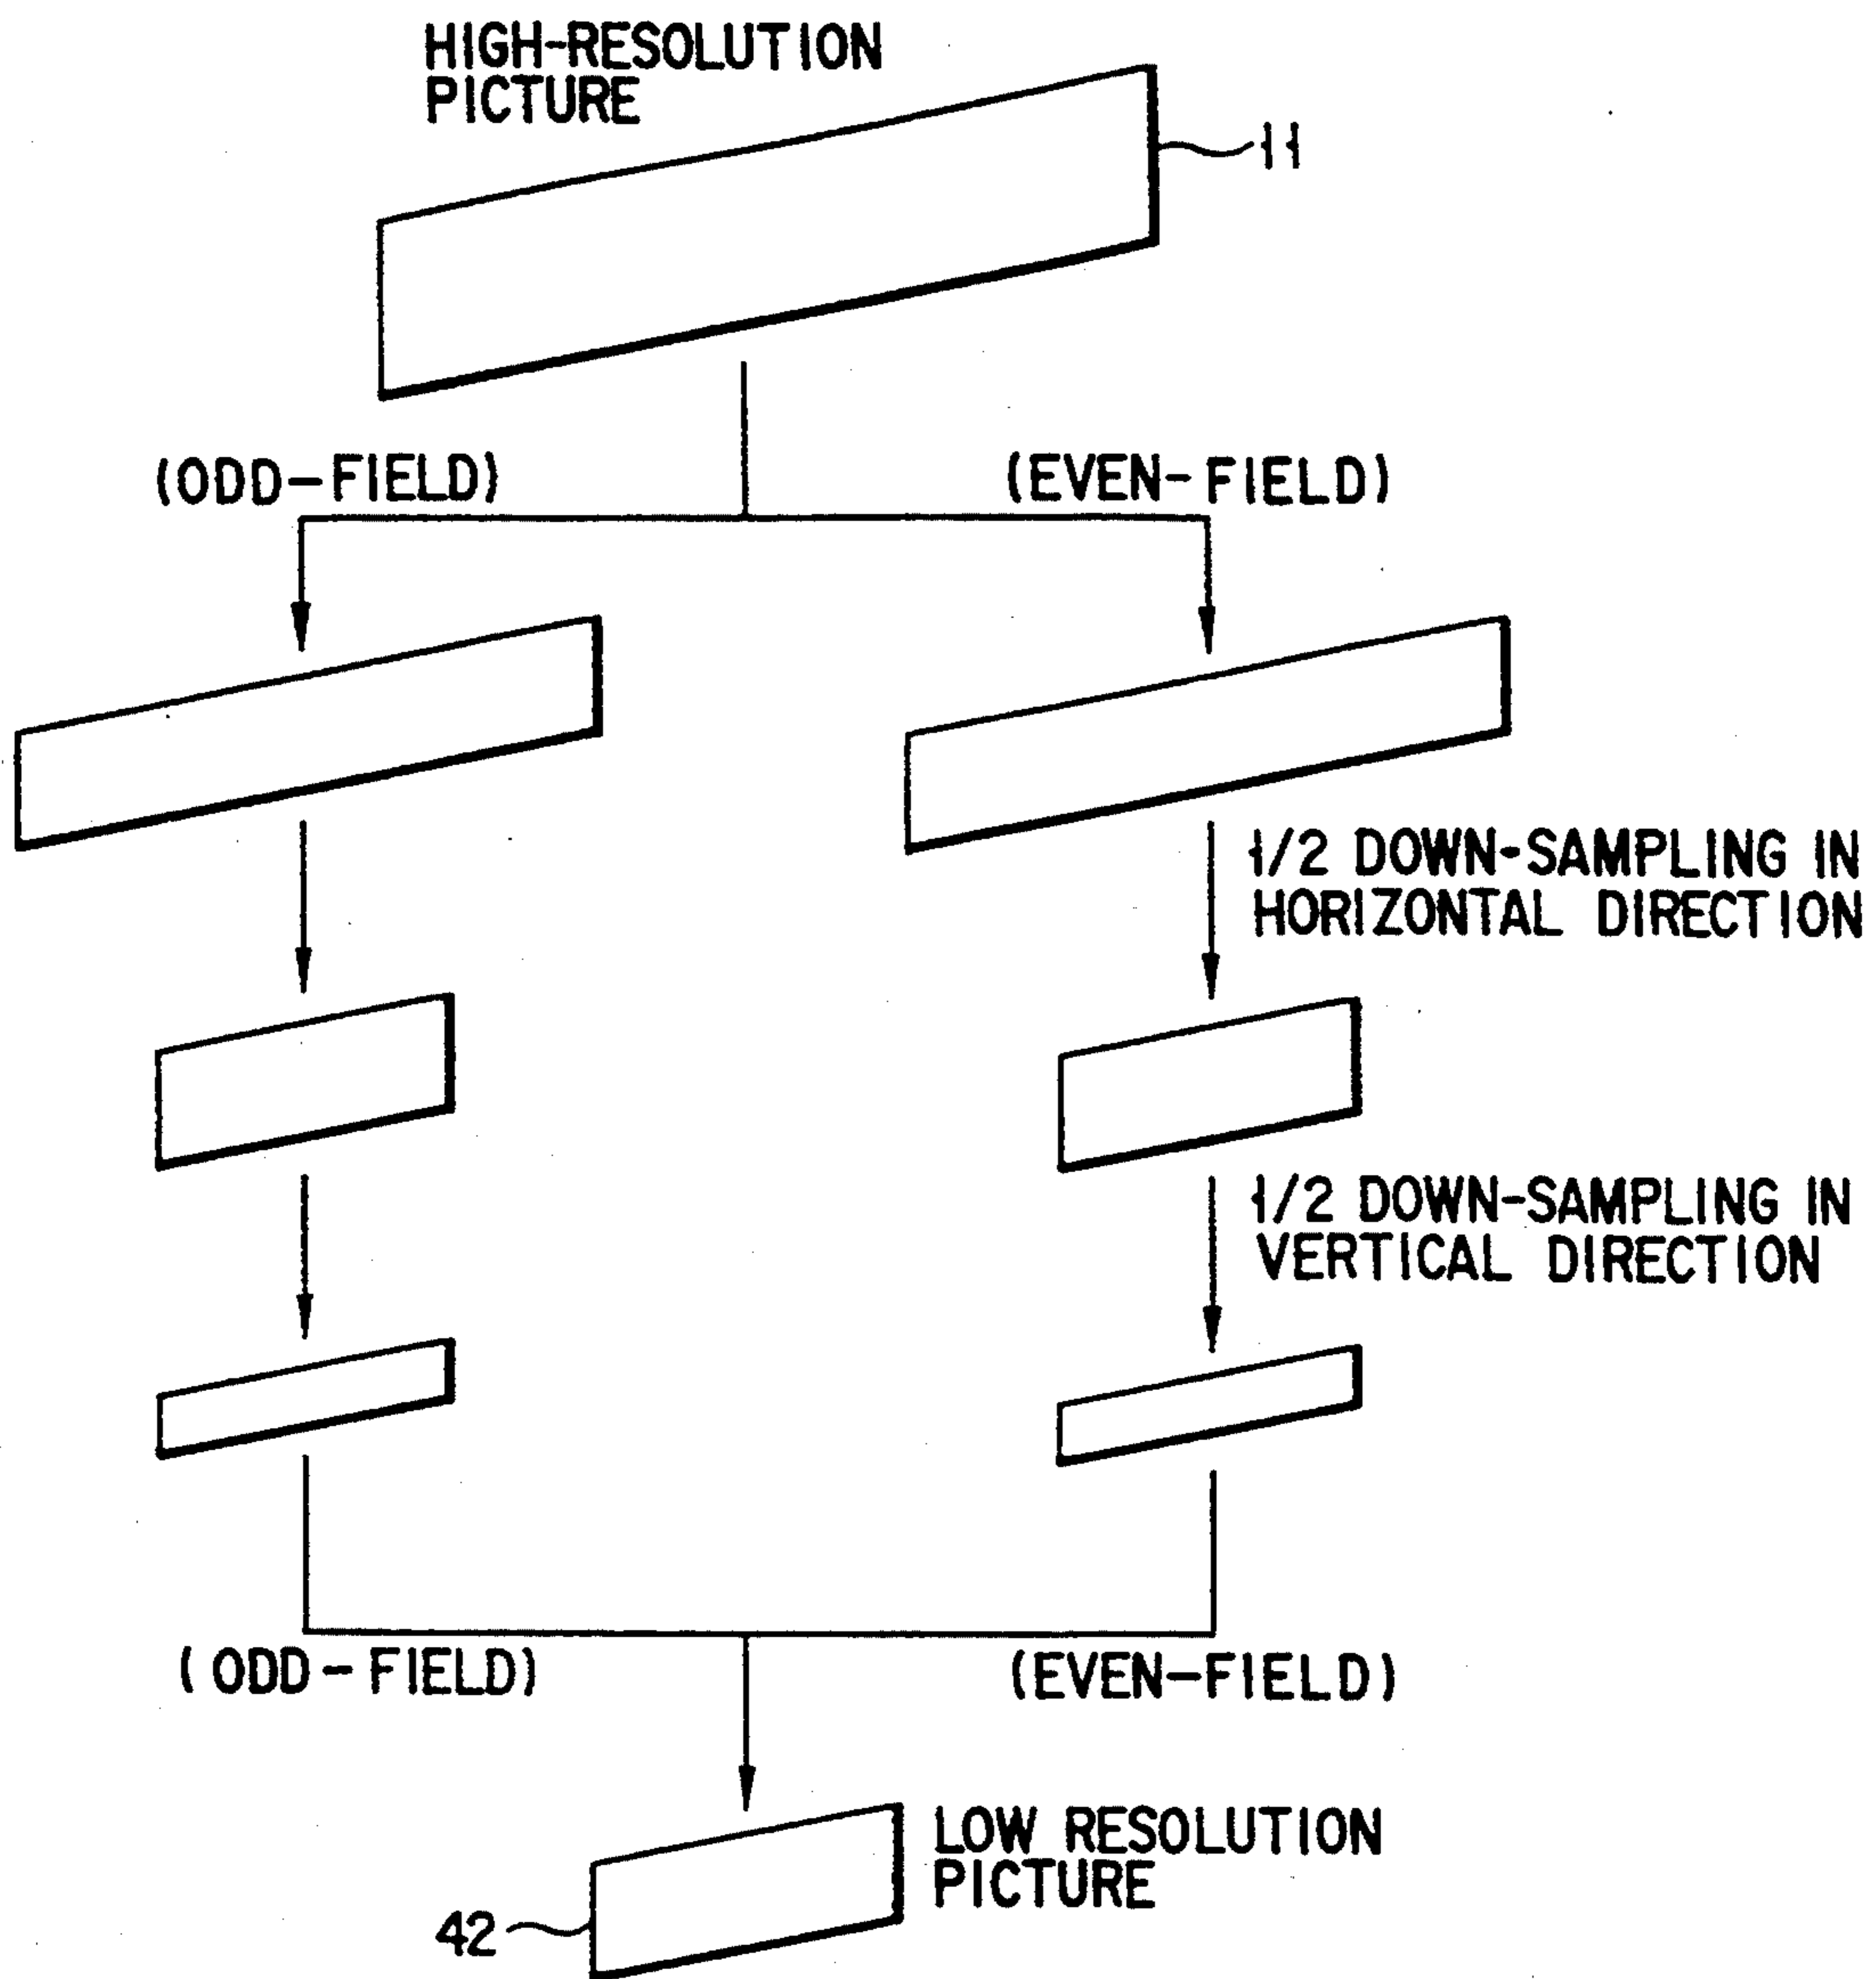 HIGH-RESOLUTION
PICTURE
11
(ODD-FIELD)
(EVEN-FIELD)
1/2 DOWN-SAMPLING IN
HORIZONTAL DIRECTION
1/2 DOWN-SAMPLING IN
VERTICAL DIRECTION
(ODD-FIELD)
(EVEN-FIELD)
LOW RESOLUTION
PICTURE
42